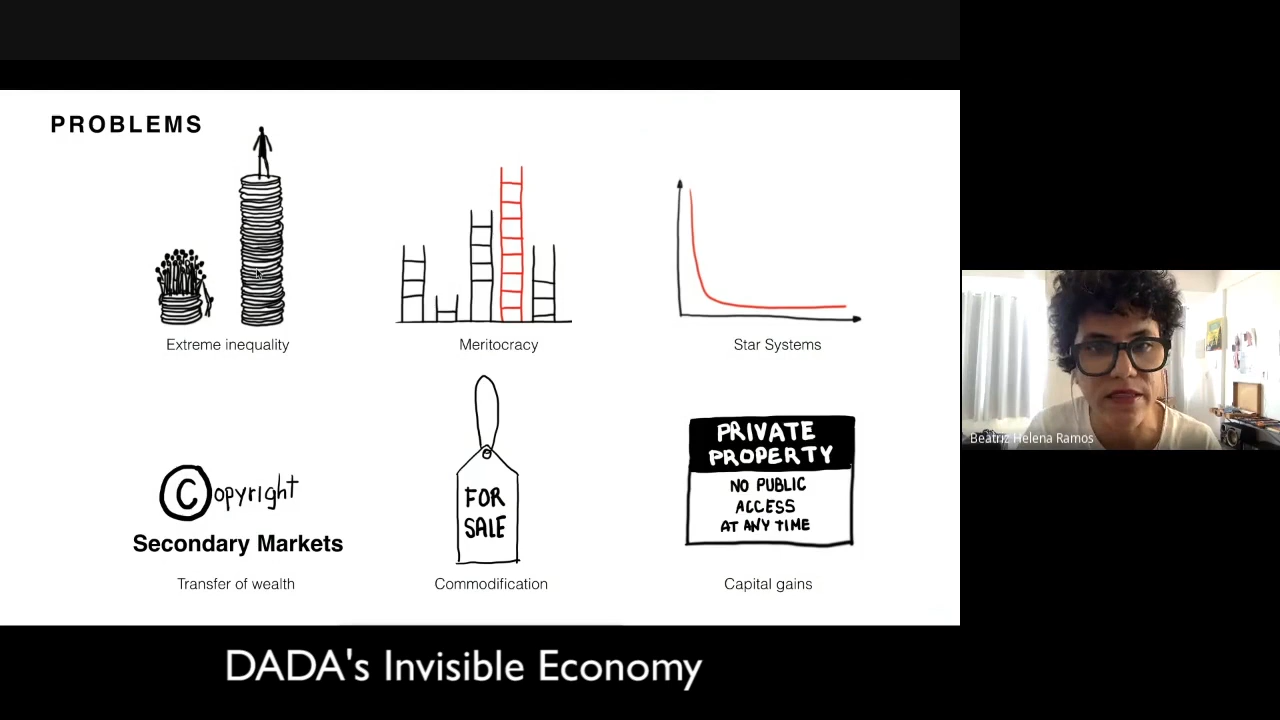 PROBLEMS
Extreme inequality
Meritocracy
Star Systems
Copyright
Secondary Markets
Transfer of wealth
FOR
SALE
Commodification
PRIVATE
PROPERTY
NO PUBLIC
ACCESS
AT ANY TIME
Capital gains
Beatriz Helena Ramos
DADA's Invisible Economy